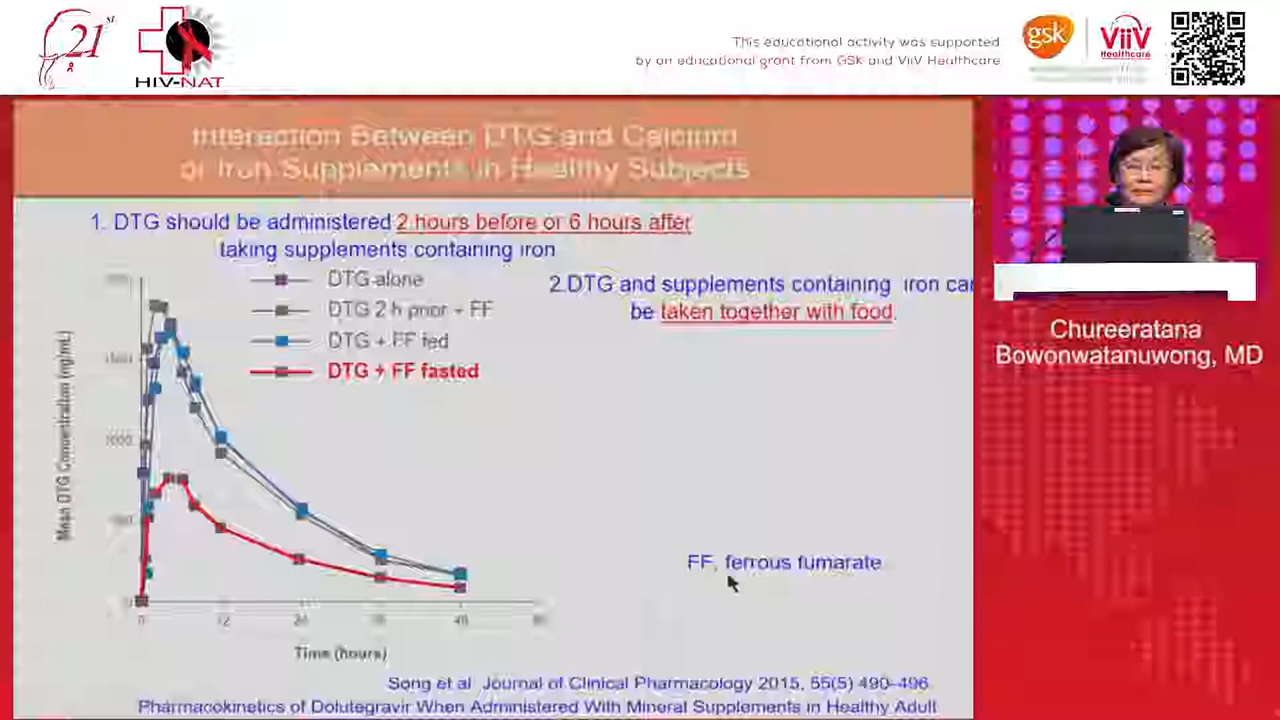 21 ST
HIV-NAT
This educational activity was supported
by an educational grant from GSK and ViiV Healthcare
gsk
ViiV
Healthcare
Interaction Between DTG and Calcium
or Iron Supplements in Healthy Subjects
1. DTG should be administered 2 hours before or 6 hours after
taking supplements containing iron
DTG alone
DTG 2 h prior + FF
DTG + FF fed
DTG + FF fasted
2.DTG and supplements containing iron can
be taken together with food.
Mean DTG Concentration (ng/mL)
1000
0
12
Time (hours)
FF, ferrous fumarate
Song et al Journal of Clinical Pharmacology 2015, 55(5) 490–496.
Pharmacokinetics of Dolutegravir When Administered With Mineral Supplements in Healthy Adult
Chureeratana
Bowonwatanuwong, MD